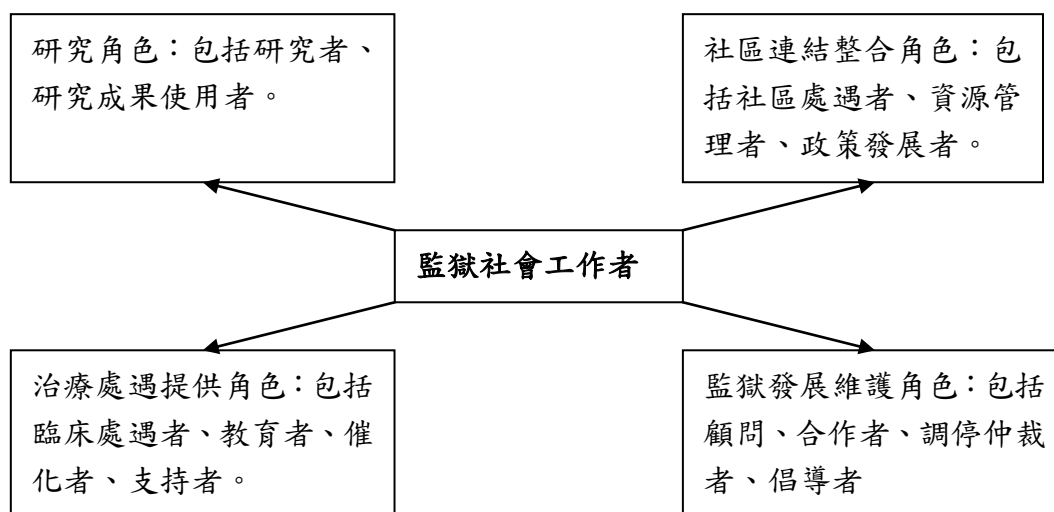 研究角色：包括研究者、
研究成果使用者。
社區連結整合角色：包
括社區處遇者、資源管
理者、政策發展者。
監獄社會工作者
治療處遇提供角色：包括
臨床處遇者、教育者、催
化者、支持者。
監獄發展維護角色：包括
顧問、合作者、調停仲裁
者、倡導者